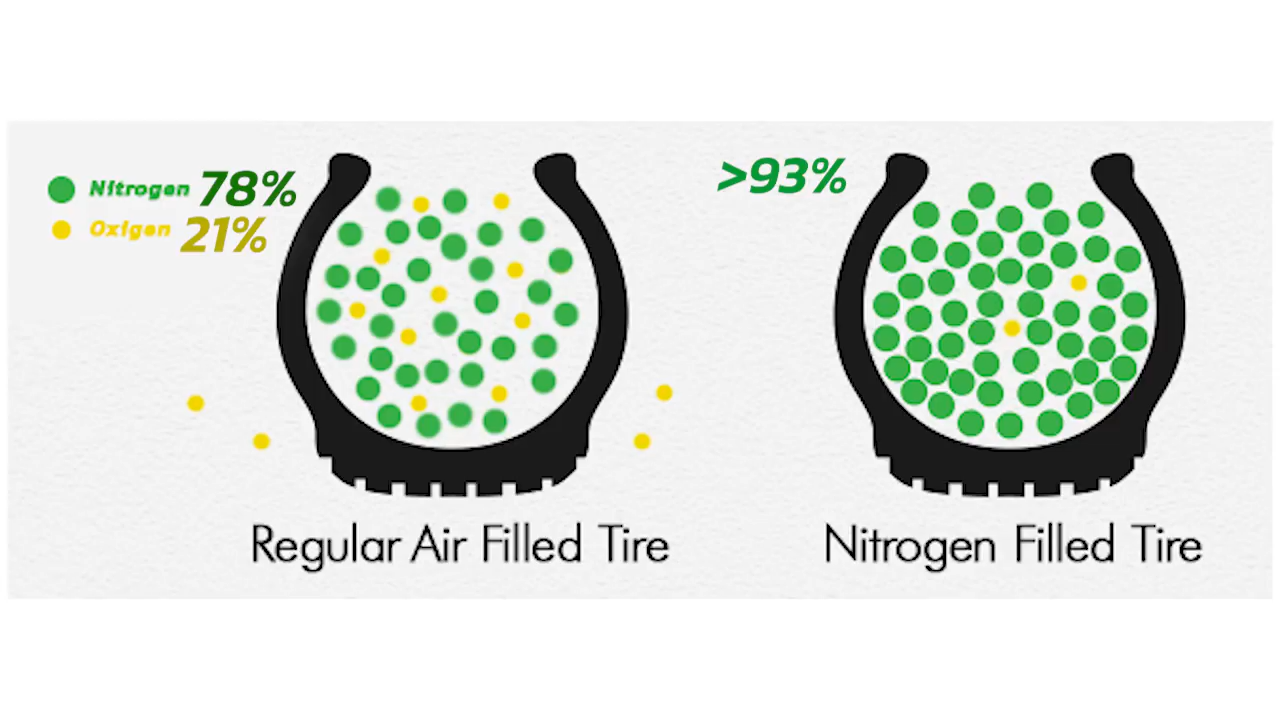 Nitrogen 78%
Oxigen 21%
>93%
Regular Air Filled Tire
Nitrogen Filled Tire